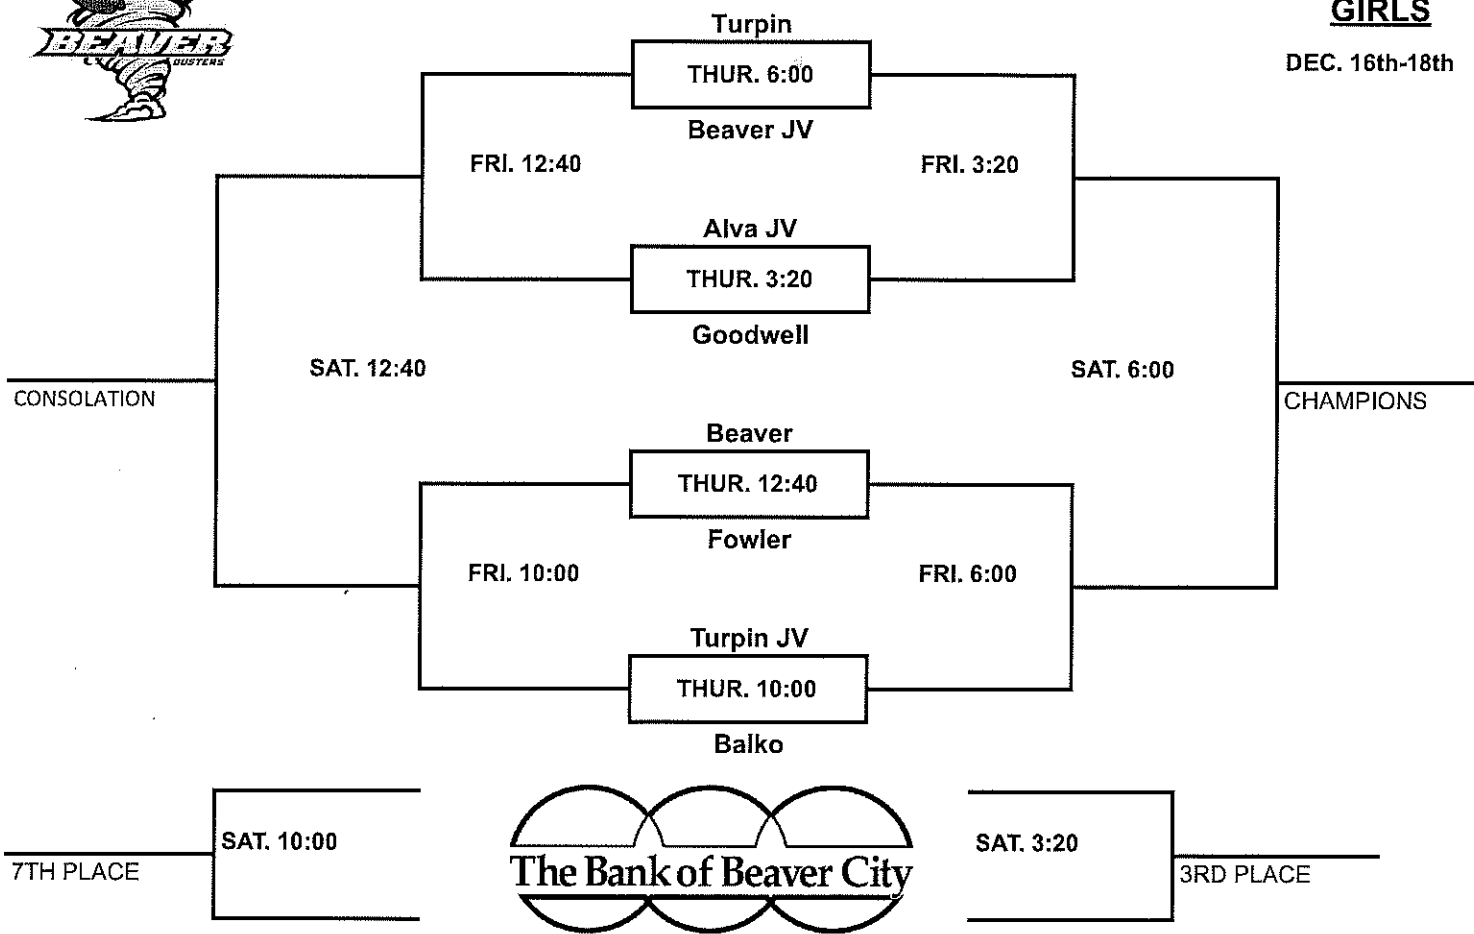 BEAVER
DUSTERS
GIRLS
DEC. 16th-18th
Turpin
THUR. 6:00
Beaver JV
FRI. 12:40
FRI. 3:20
Alva JV
THUR. 3:20
Goodwell
SAT. 12:40
SAT. 6:00
CONSOLATION
CHAMPIONS
Beaver
THUR. 12:40
Fowler
FRI. 10:00
FRI. 6:00
Turpin JV
THUR. 10:00
Balko
SAT. 10:00
SAT. 3:20
7TH PLACE
The Bank of Beaver City
3RD PLACE